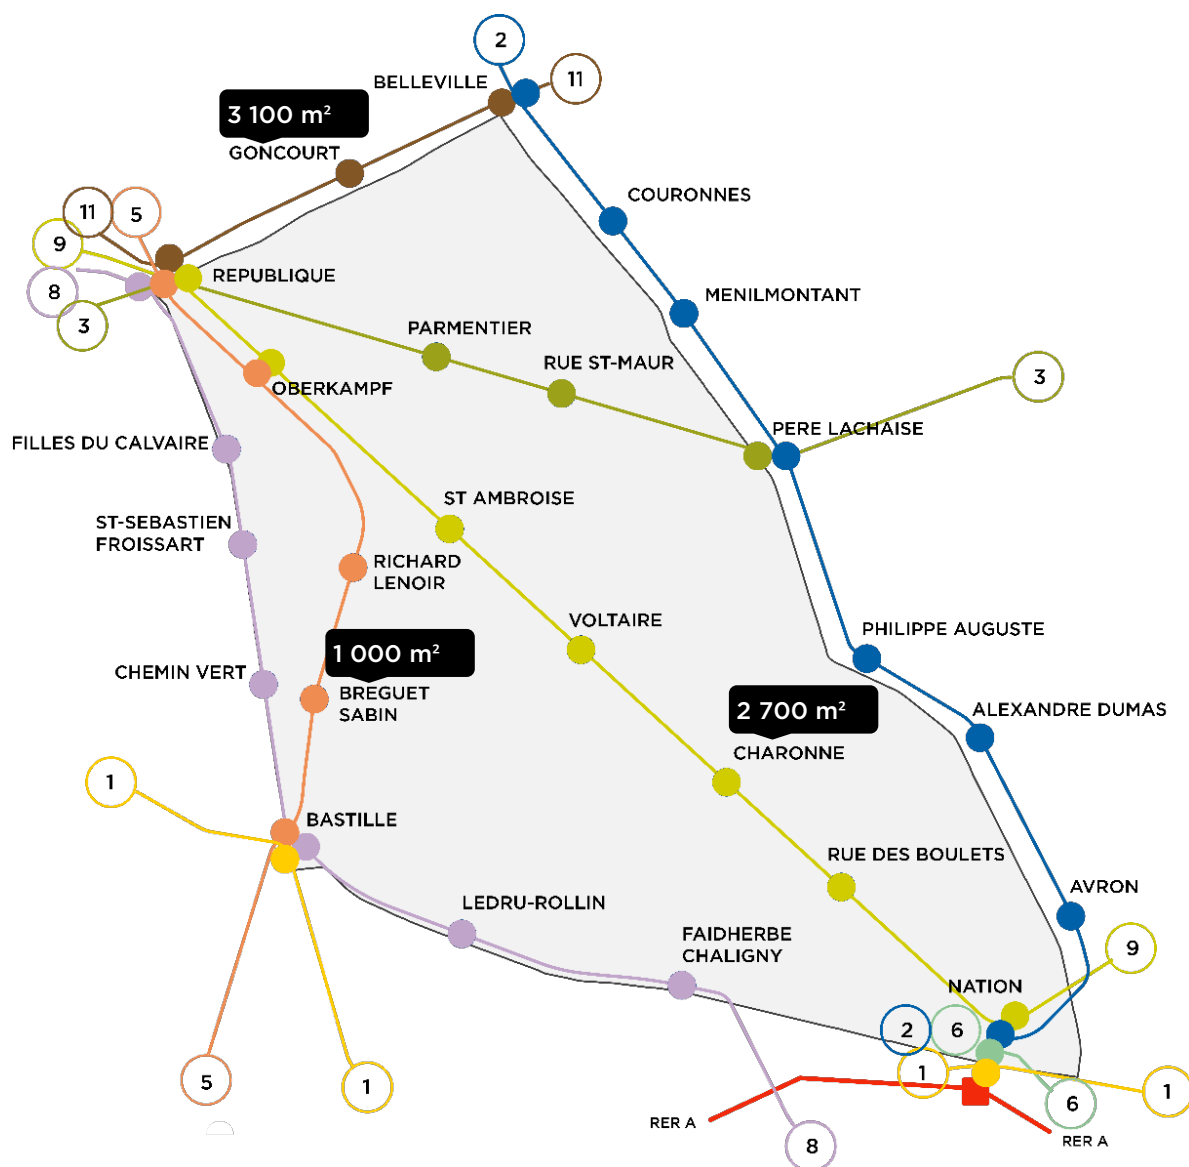 2
BELLEVILLE
11
3 100 m²
GONCOURT
COURONNES
11
5
9
REPUBLIQUE
8
3
MENILMONTANT
PARMENTIER
RUE ST-MAUR
3
OBERKAMPF
PERE LACHAISE
FILLES DU CALVAIRE
ST AMBROISE
ST-SEBASTIEN
FROISSART
RICHARD
LENOIR
VOLTAIRE
PHILIPPE AUGUSTE
1 000 m²
CHEMIN VERT
BREGUET
SABIN
2 700 m²
CHARONNE
ALEXANDRE DUMAS
1
BASTILLE
RUE DES BOULETS
AVRON
LEDRU-ROLLIN
FAIDHERBE
CHALIGNY
9
NATION
2
6
1
5
1
1
6
RER A
RER A
8